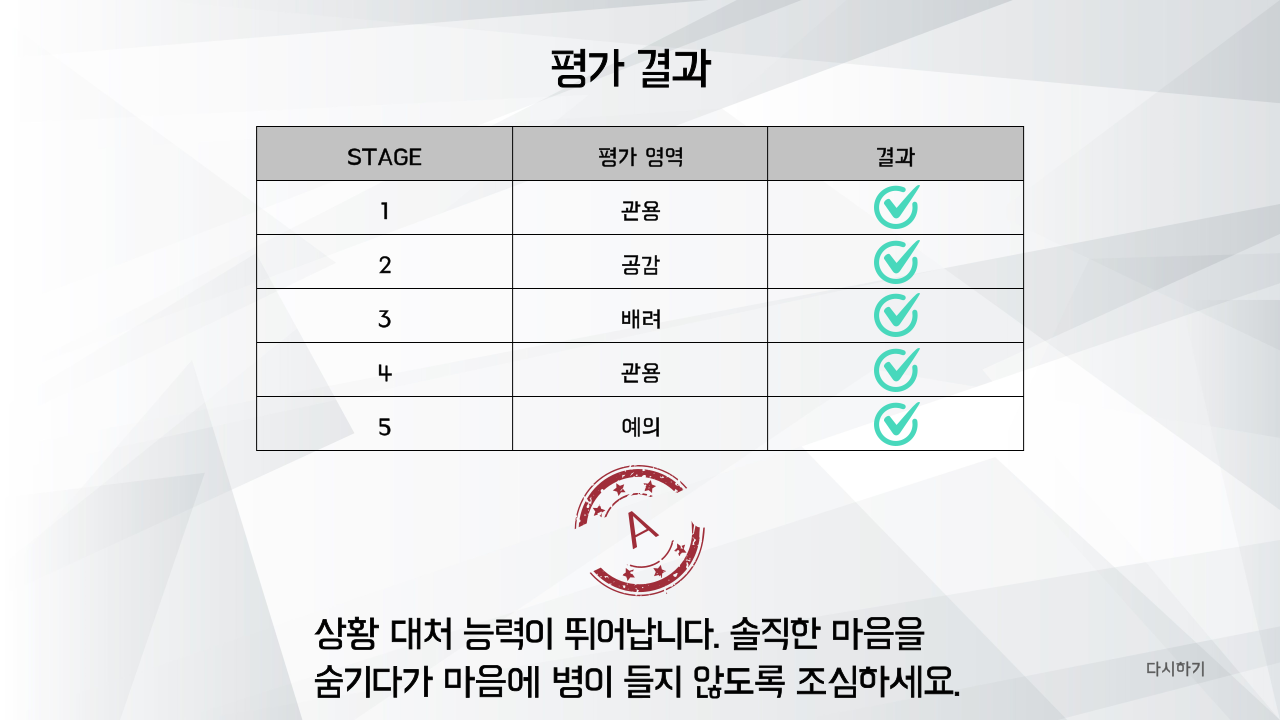 평가 결과
STAGE 평가 영역 결과
1 관용
2 공감
3 배려
4 관용
5 예의
A
상황 대처 능력이 뛰어납니다. 솔직한 마음을
숨기다가 마음에 병이 들지 않도록 조심하세요.
다시하기